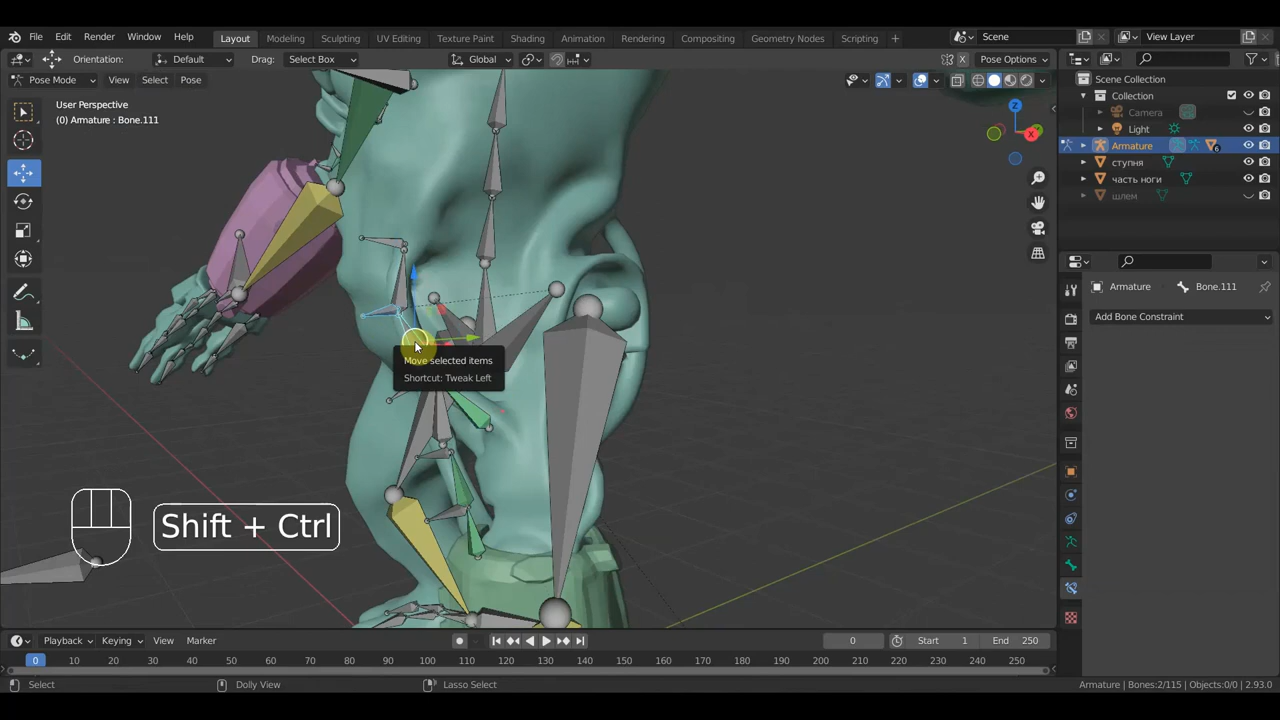 File Edit Render Window Help Layout Modeling Sculpting UV Editing Texture Paint Shading Animation Rendering Compositing Geometry Nodes Scripting + Scene View Layer
Orientation: Default Drag: Select Box Global Pose Options
Pose Mode View Select Pose
Scene Collection
Collection
Camera
Light
Armature
6
ступня
часть ноги
шлем
User Perspective
(0) Armature : Bone.111
Z
X
Armature Bone.111
Add Bone Constraint
Move selected items
Shortcut: Tweak Left
Shift + Ctrl
Playback Keying View Marker 0 Start 1 End 250
0 10 20 30 40 50 60 70 80 90 100 110 120 130 140 150 160 170 180 190 200 210 220 230 240 250
Select Dolly View Lasso Select Armature | Bones:2/115 | Objects:0/0 | 2.93.0